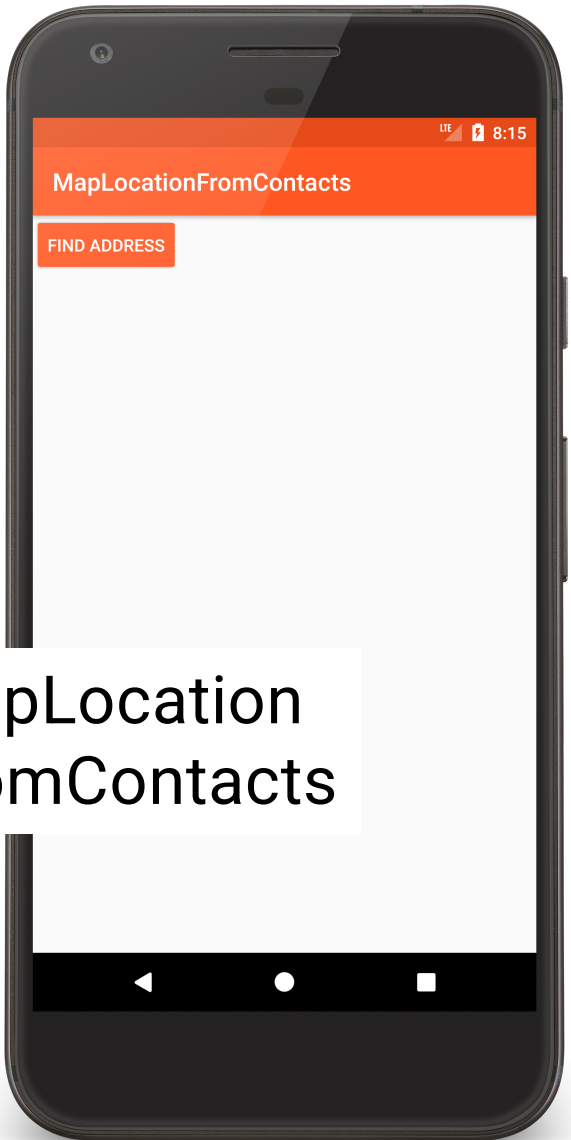 LTE 8:15
MapLocationFromContacts
FIND ADDRESS
pLocation
omContacts